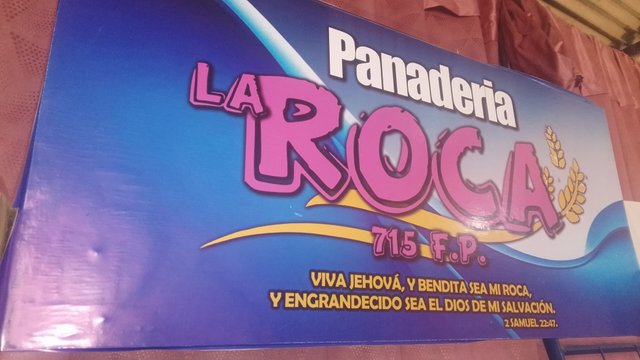 Panaderia
LA ROCA
715 F.P.
VIVA JEHOVÁ, Y BENDITA SEA MI ROCA,
Y ENGRANDECIDO SEA EL DIOS DE MI SALVACIÓN.
2 SAMUEL 22:47.